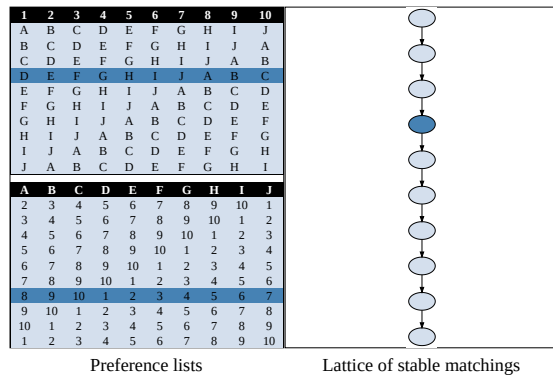 1 2 3 4 5 6 7 8 9 10
A B C D E F G H I J
B C D E F G H I J A
C D E F G H I J A B
D E F G H I J A B C
E F G H I J A B C D
F G H I J A B C D E
G H I J A B C D E F
H I J A B C D E F G
I J A B C D E F G H
J A B C D E F G H I
A B C D E F G H I J
2 3 4 5 6 7 8 9 10 1
3 4 5 6 7 8 9 10 1 2
4 5 6 7 8 9 10 1 2 3
5 6 7 8 9 10 1 2 3 4
6 7 8 9 10 1 2 3 4 5
7 8 9 10 1 2 3 4 5 6
8 9 10 1 2 3 4 5 6 7
9 10 1 2 3 4 5 6 7 8
10 1 2 3 4 5 6 7 8 9
1 2 3 4 5 6 7 8 9 10
Preference lists Lattice of stable matchings